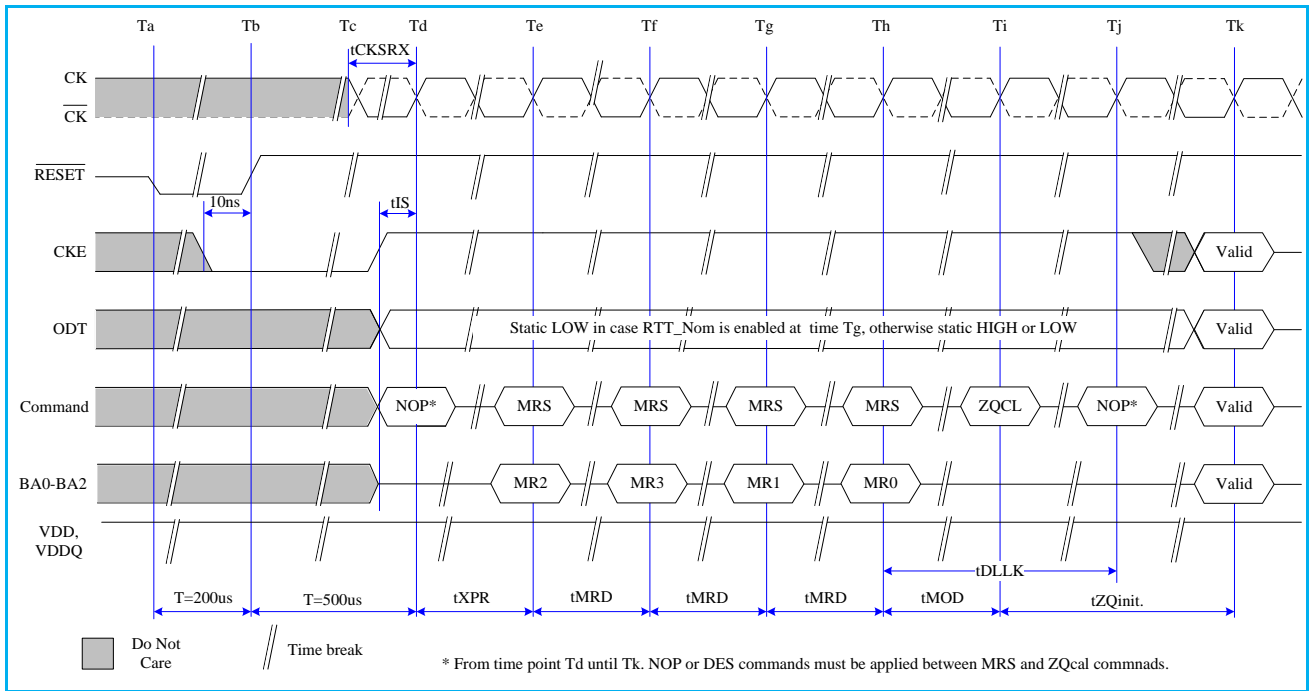 Ta Tb Tc Td Te Tf Tg Th Ti Tj Tk
tCKSRX
CK
CK
RESET
10ns
tIS
CKE
Valid
ODT
Static LOW in case RTT_Nom is enabled at time Tg, otherwise static HIGH or LOW
Valid
Command
NOP* MRS MRS MRS MRS ZQCL NOP* Valid
BA0-BA2
MR2 MR3 MR1 MR0 Valid
VDD,
VDDQ
tDLLK
T=200us T=500us tXPR tMRD tMRD tMRD tMOD tZQinit.
Do Not
Care
Time break
* From time point Td until Tk. NOP or DES commands must be applied between MRS and ZQcal commnads.